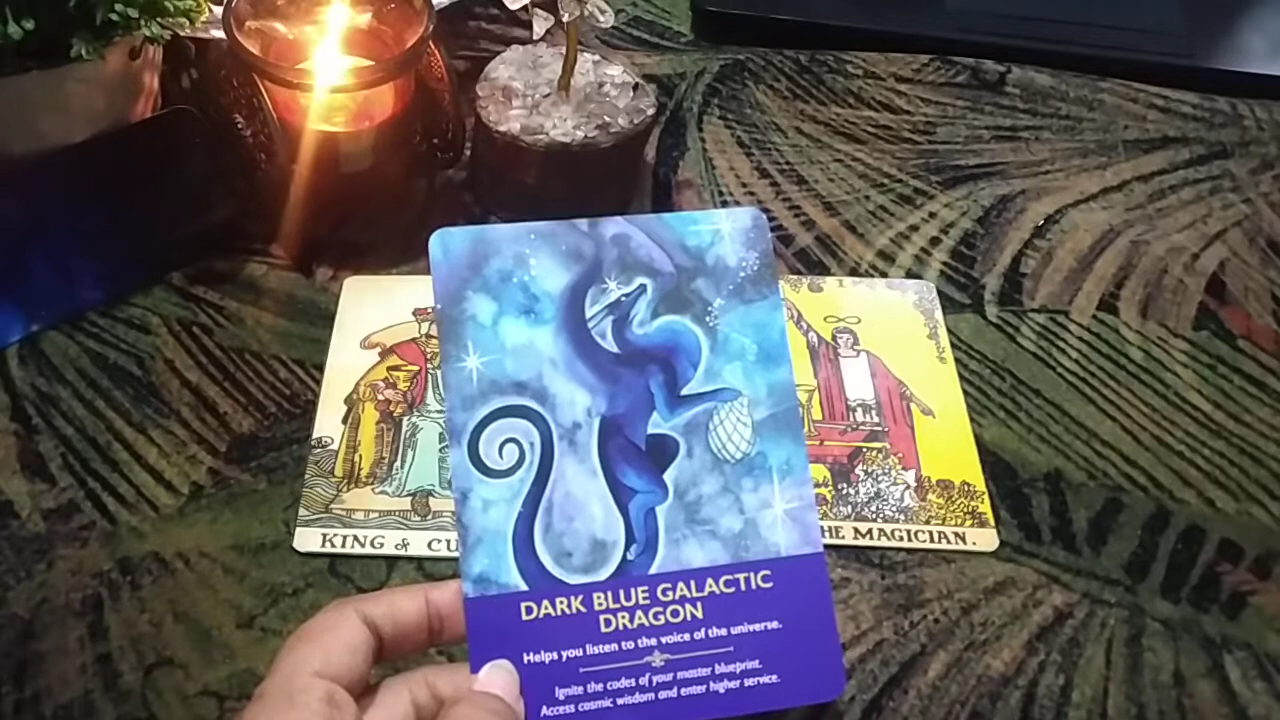 I
KING of CU
THE MAGICIAN.
DARK BLUE GALACTIC
DRAGON
Helps you listen to the voice of the universe.
Ignite the codes of your master blueprint.
Access cosmic wisdom and enter higher service.